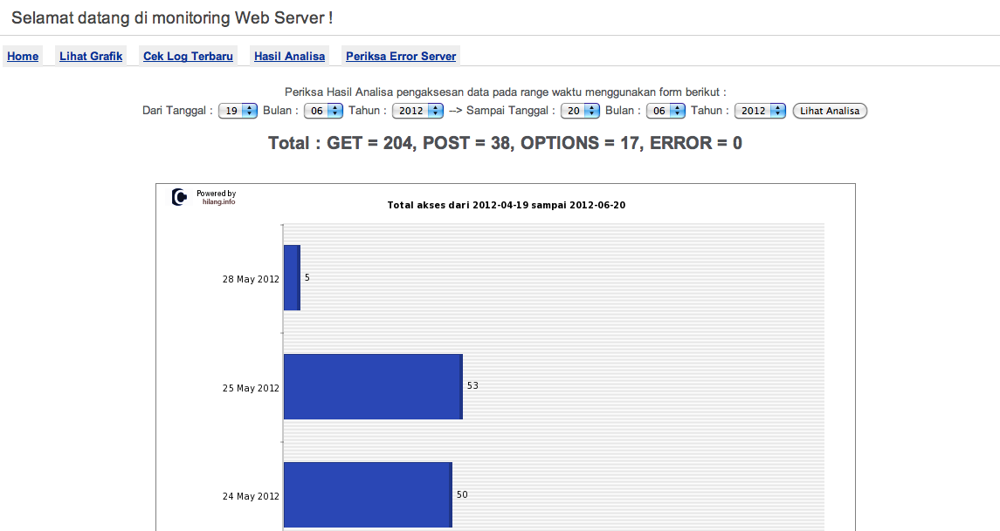 Selamat datang di monitoring Web Server !
Home Lihat Grafik Cek Log Terbaru Hasil Analisa Periksa Error Server
Periksa Hasil Analisa pengaksesan data pada range waktu menggunakan form berikut :
Dari Tanggal : 19 Bulan : 06 Tahun : 2012 --> Sampai Tanggal : 20 Bulan : 06 Tahun : 2012 Lihat Analisa
Total : GET = 204, POST = 38, OPTIONS = 17, ERROR = 0
Powered by
hilang.info
Total akses dari 2012-04-19 sampai 2012-06-20
28 May 2012 5
25 May 2012 53
24 May 2012 50